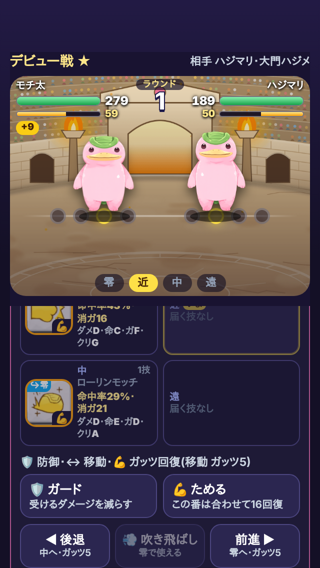 デビュー戦 ★
相手 ハジマリ・大門ハジメ
モチ太
ラウンド
ハジマリ
279
1
189
59
50
+9
零
近
中
遠
消ガ16
ダメD・命C・ガF・
クリG
届く技なし
→零
中
1技
ローリンモッチ
命中率29%・
消ガ21
ダメD・命E・ガD・
クリA
遠
届く技なし
🛡️ 防御・↔ 移動・💪 ガッツ回復(移動 ガッツ5)
🛡️ ガード
受けるダメージを減らす
💪 ためる
この番は合わせて16回復
◀ 後退
中へ・ガッツ5
💨 吹き飛ばし
零で使える
前進 ▶
零へ・ガッツ5